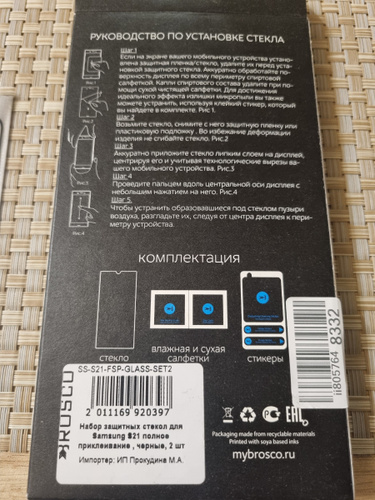 РУКОВОДСТВО ПО УСТАНОВКЕ СТЕКЛА
Шаг 1
Если на экране вашего мобильного устройства установлена защитная пленка/стекло, удалите их перед установкой защитного стекла. Аккуратно обработайте поверхность дисплея по всему периметру спиртовой
салфеткой. Капли спиртового состава удалите при помощи сухой чистящей салфетки. Для достижения
идеального эффекта излишки микропыли вы также
можете устранить, используя клейкий стикер, который
вы найдете в комплекте. Рис. 1
Шаг 2
Возьмите стекло, снимите с него защитную пленку или
пластиковую подложку. Во избежание деформации
изделия не сгибайте стекло. Рис.2
Шаг 3
Аккуратно приложите стекло липким слоем на дисплей,
центрируя его и учитывая технологические вырезы вашего мобильного устройства. Рис.3
Шаг 4
Проведите пальцем вдоль центральной оси дисплея с
небольшим нажатием на него. Рис.4
Шаг 5
Чтобы устранить образовавшиеся под стеклом пузыри
воздуха, разгладьте их, следуя от центра дисплея к периметру устройства.
Рис.4
комплектация
стекло
влажная и сухая
салфетки
стикеры
ii805764 8332
BROSCO
SS-S21-FSP-GLASS-SET2
2 011169 920397
Набор защитных стекол для
Samsung S21 полное
приклеивание , черные, 2 шт
Импортер: ИП Прокудина М.А.
EAC
Packaging made from recyclable materials
Printed with soya based inks
mybrosco.ru